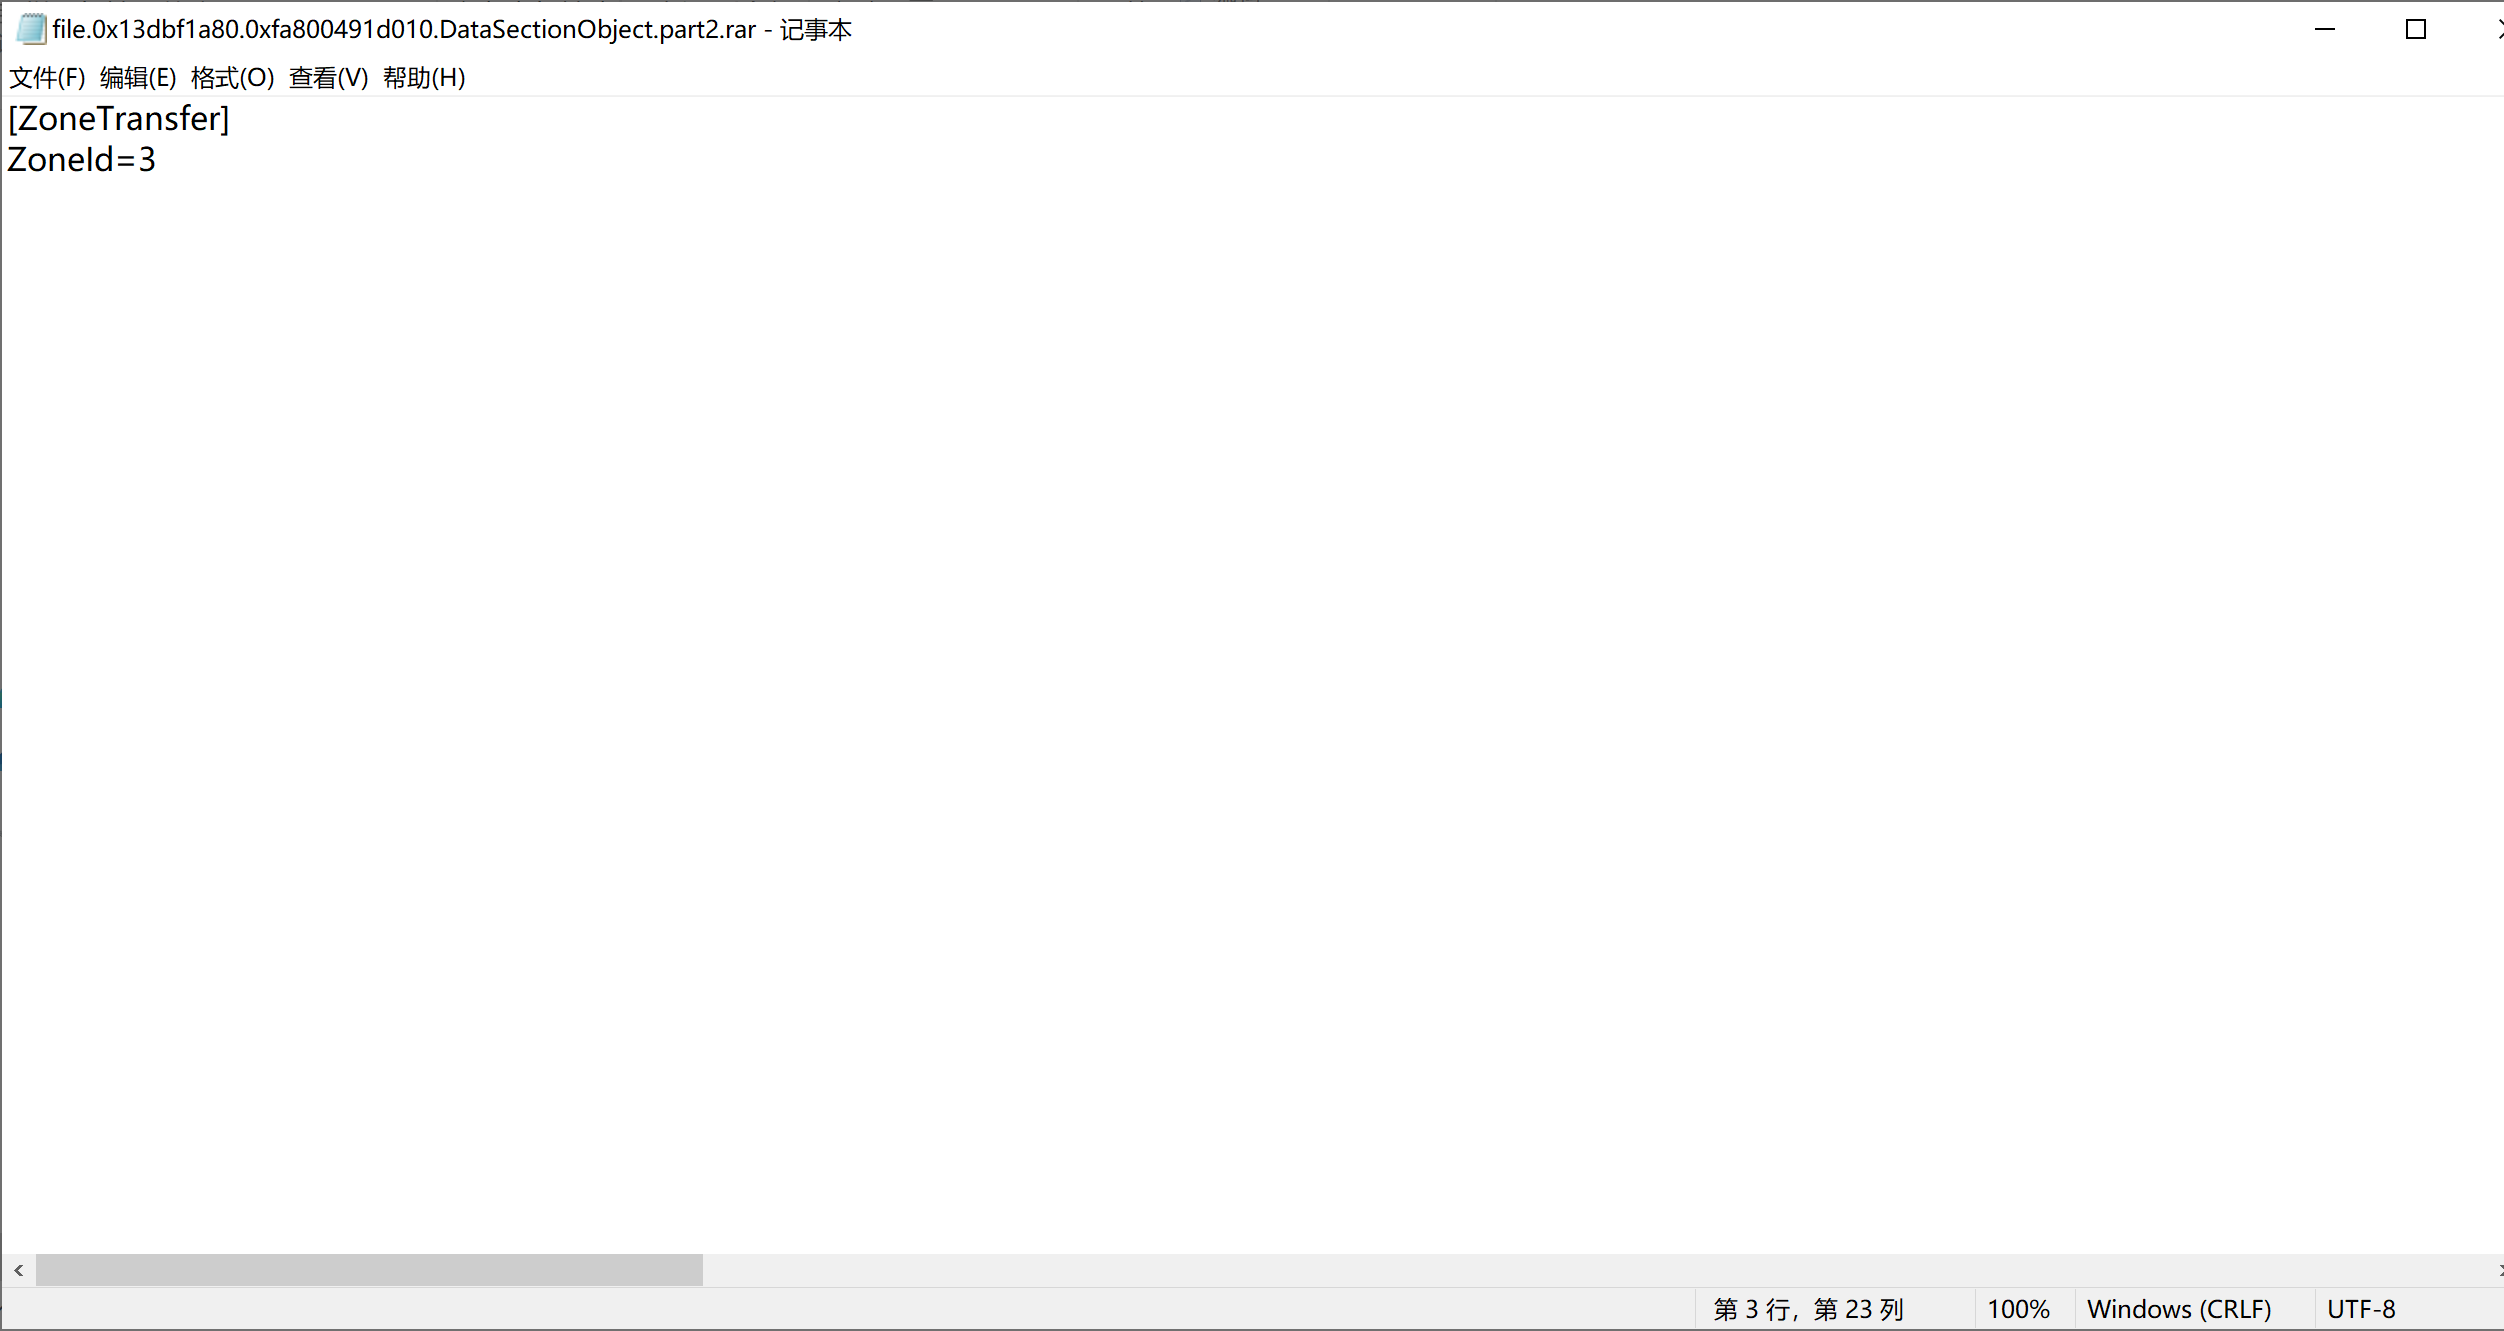 file.0x13dbf1a80.0xfa800491d010.DataSectionObject.part2.rar - 记事本
文件(F) 编辑(E) 格式(O) 查看(V) 帮助(H)
[ZoneTransfer]
ZoneId=3
第 3 行，第 23 列 100% Windows (CRLF) UTF-8